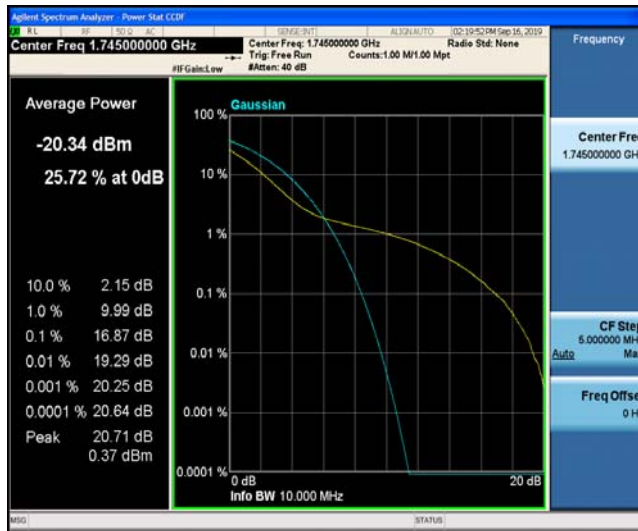 Agilent Spectrum Analyzer - Power Stat CCDF
RL RF 50 Ω AC SENSE:INT ALIGN AUTO 02:19:52 PM Sep 16, 2019
Center Freq 1.745000000 GHz
Center Freq: 1.745000000 GHz Radio Std: None
Trig: Free Run Counts:1.00 M/1.00 Mpt
#IFGain:Low #Atten: 40 dB
Frequency
Average Power
-20.34 dBm
25.72 % at 0dB
10.0 % 2.15 dB
1.0 % 9.99 dB
0.1 % 16.87 dB
0.01 % 19.29 dB
0.001 % 20.25 dB
0.0001 % 20.64 dB
Peak 20.71 dB
0.37 dBm
Gaussian
100 %
10 %
1 %
0.1 %
0.01 %
0.001 %
0.0001 %
0 dB 20 dB
Info BW 10.000 MHz
Center Fre
1.745000000 GH
CF Ste
5.000000 MH
Auto Ma
Freq Offse
0 H
MSG STATUS